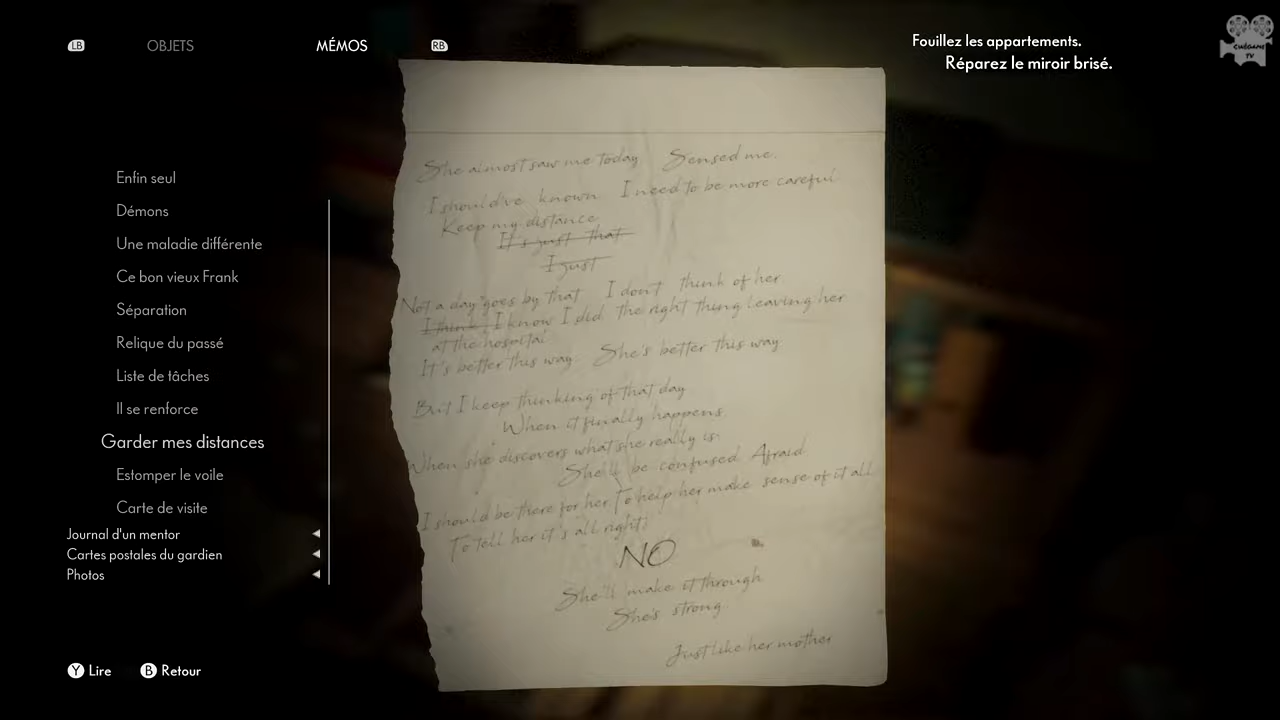 LB
OBJETS
MÉMOS
RB
Fouillez les appartements.
Réparez le miroir brisé.
CINÉGAME
TV
Enfin seul
Démons
Une maladie différente
Ce bon vieux Frank
Séparation
Relique du passé
Liste de tâches
Il se renforce
Garder mes distances
Estomper le voile
Carte de visite
Journal d'un mentor
Cartes postales du gardien
Photos
Y Lire
B Retour
She almost saw me today Sensed me.
I should've known. I need to be more careful
Keep my distance
It's just that
I just
Not a day goes by that I don't think of her
I think I know I did the right thing leaving her
at the hospital
It's better this way. She's better this way
But I keep thinking of that day
When it finally happens
When she discovers what she really is.
She'll be confused Afraid
I should be there for her. To help her make sense of it all
To tell her it's all right.
NO
She'll make it through
She's strong
Just like her mother